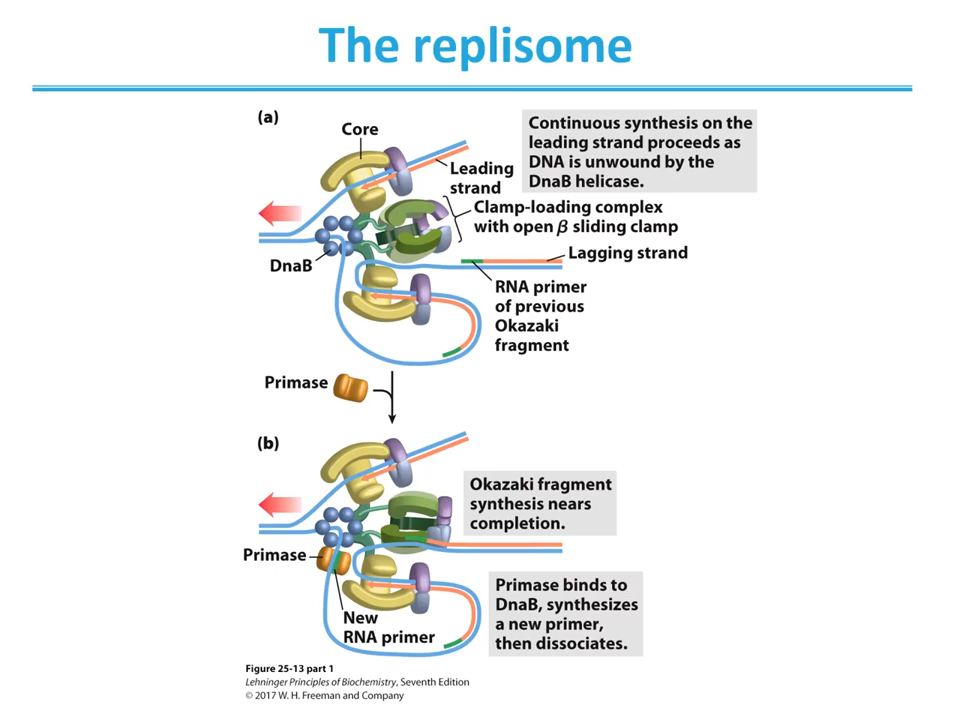 The replisome
(a)
Core
Continuous synthesis on the
leading strand proceeds as
DNA is unwound by the
DnaB helicase.
Leading
strand
Clamp-loading complex
with open β sliding clamp
Lagging strand
DnaB
RNA primer
of previous
Okazaki
fragment
Primase
(b)
Okazaki fragment
synthesis nears
completion.
Primase
Primase binds to
DnaB, synthesizes
a new primer,
then dissociates.
New
RNA primer
Figure 25-13 part 1
Lehninger Principles of Biochemistry, Seventh Edition
© 2017 W. H. Freeman and Company